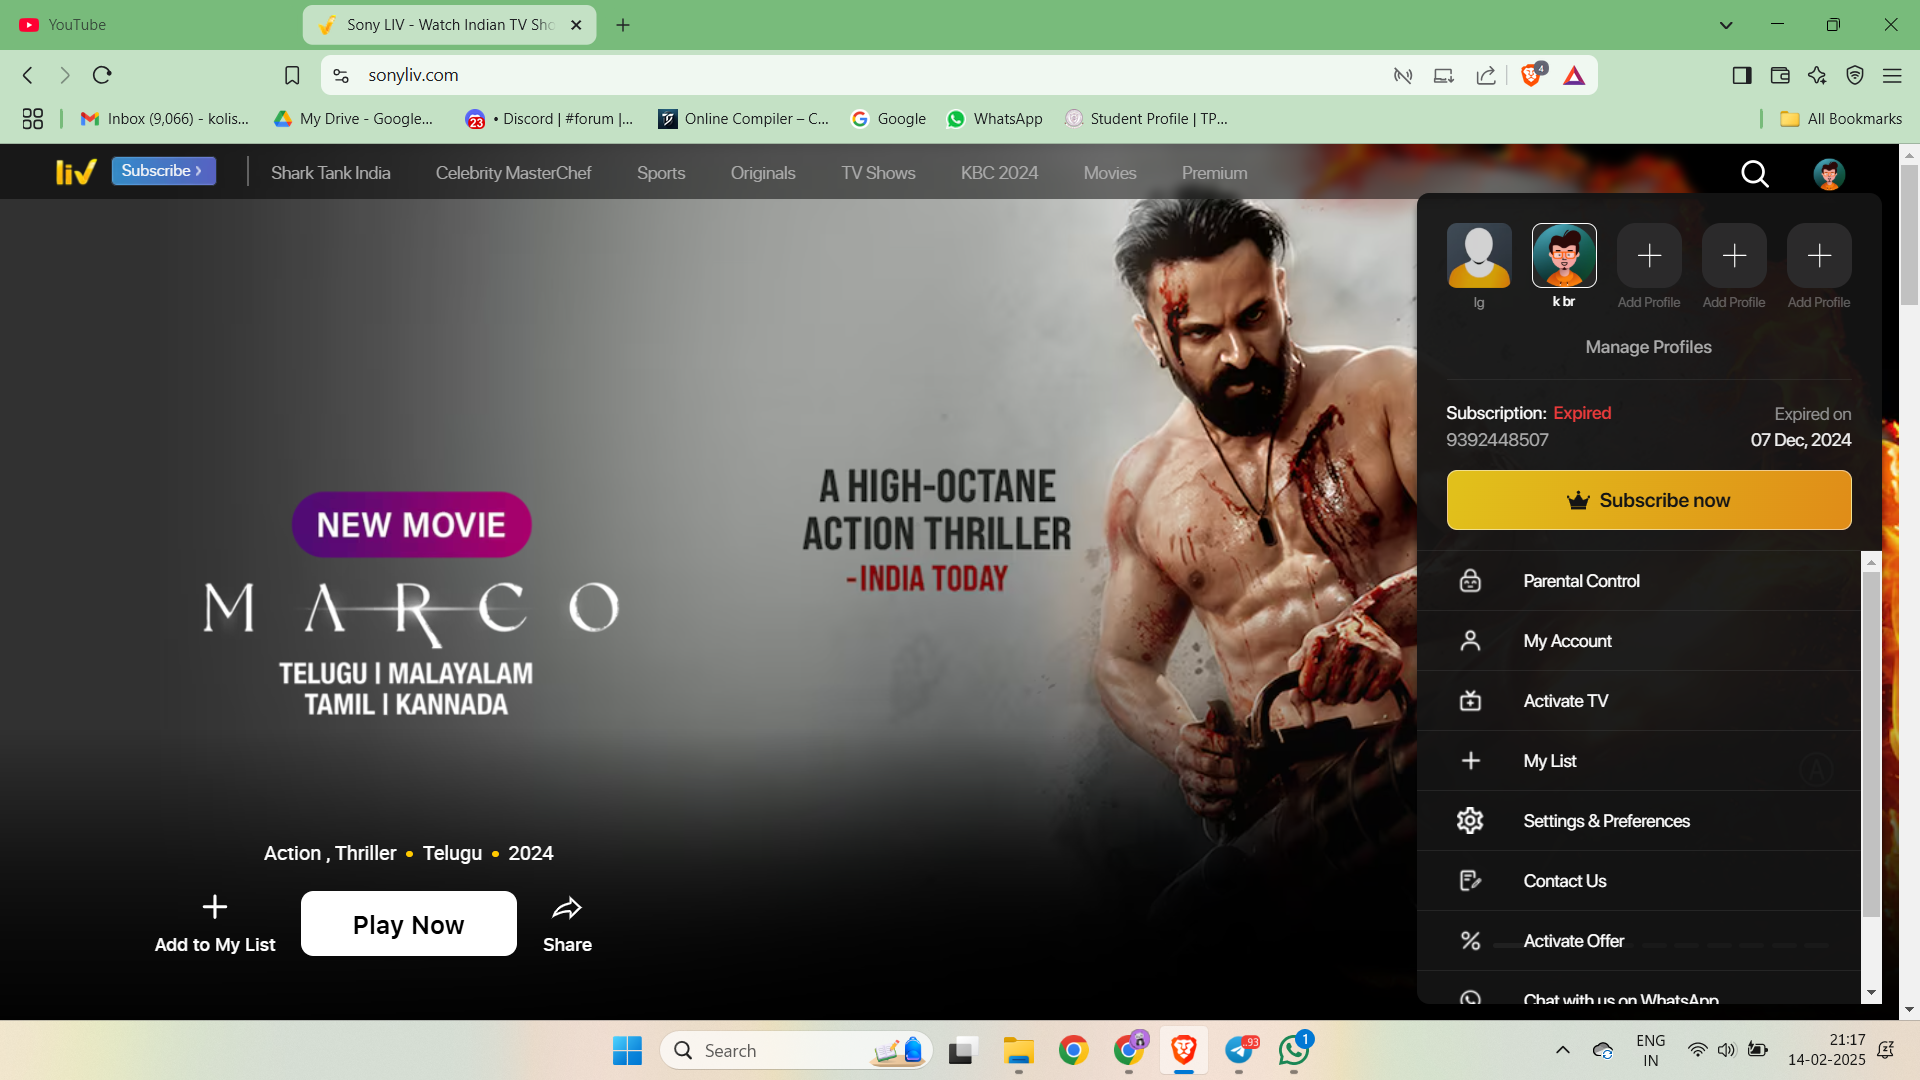 YouTube
Sony LIV - Watch Indian TV Sho
sonyliv.com
4
Inbox (9,066) - kolis...
My Drive - Google...
23
• Discord | #forum |...
Online Compiler – C...
Google
WhatsApp
Student Profile | TP...
All Bookmarks
liv
Subscribe ›
Shark Tank India
Celebrity MasterChef
Sports
Originals
TV Shows
KBC 2024
Movies
Premium
lg
k br
Add Profile
Add Profile
Add Profile
Manage Profiles
Subscription: Expired
Expired on
9392448507
07 Dec, 2024
Subscribe now
Parental Control
My Account
Activate TV
My List
Settings & Preferences
Contact Us
Activate Offer
Chat with us on WhatsApp
A HIGH-OCTANE
ACTION THRILLER
-INDIA TODAY
NEW MOVIE
MARCO
TELUGU | MALAYALAM
TAMIL | KANNADA
A
Action , Thriller • Telugu • 2024
Add to My List
Play Now
Share
Search
.93
1
ENG
IN
21:17
14-02-2025